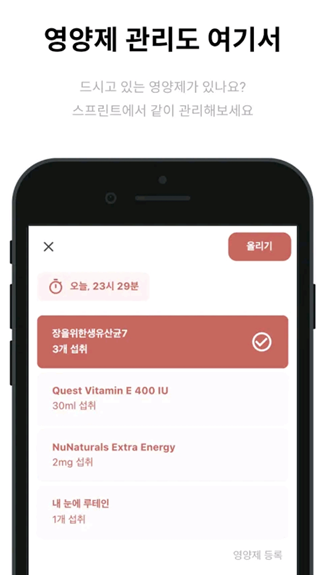 영양제 관리도 여기서
드시고 있는 영양제가 있나요?
스프린트에서 같이 관리해보세요
올리기
오늘, 23시 29분
장을위한생유산균7
3개 섭취
Quest Vitamin E 400 IU
30ml 섭취
NuNaturals Extra Energy
2mg 섭취
내 눈에 루테인
1개 섭취
영양제 등록